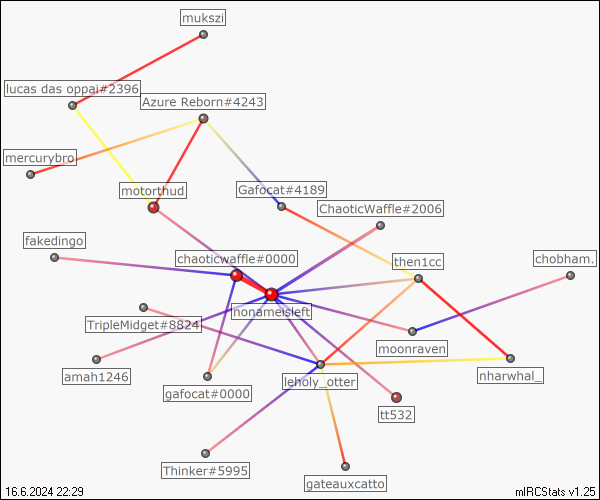 mukszi
lucas das oppai#2396
Azure Reborn#4243
mercurybro
motorthud
Gafocat#4189
ChaoticWaffle#2006
fakedingo
chaoticwaffle#0000
then1cc
chobham.
nonameisleft
TripleMidget#8824
moonraven
amah1246
gafocat#0000
leholy_otter
nharwhal_
tt532
Thinker#5995
gateauxcatto
16.6.2024 22:29
mIRCStats v1.25